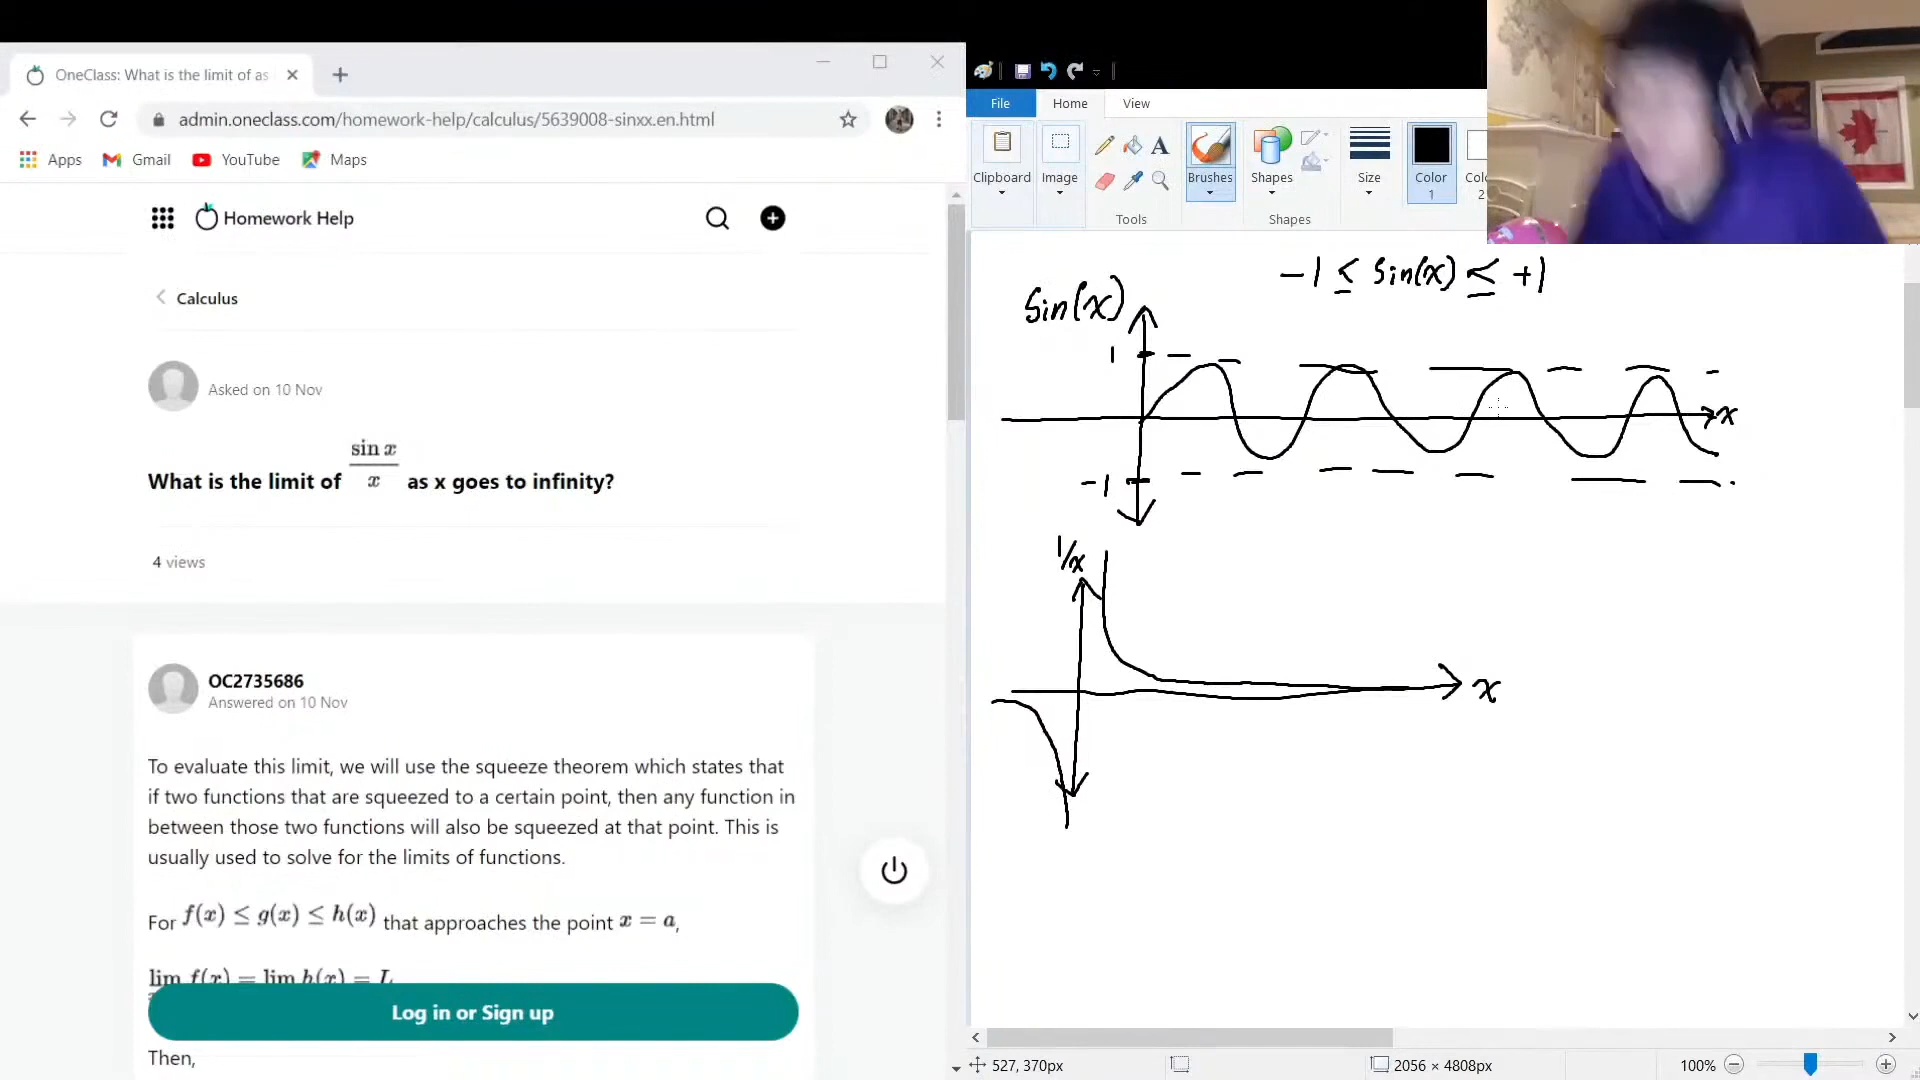 OneClass: What is the limit of as
admin.oneclass.com/homework-help/calculus/5639008-sinxx.en.html
Apps Gmail YouTube Maps
Homework Help
Calculus
Asked on 10 Nov
What is the limit of sin x / x as x goes to infinity?
4 views
OC2735686
Answered on 10 Nov
To evaluate this limit, we will use the squeeze theorem which states that
if two functions that are squeezed to a certain point, then any function in
between those two functions will also be squeezed at that point. This is
usually used to solve for the limits of functions.
For f(x) ≤ g(x) ≤ h(x) that approaches the point x = a,
lim f(x) = lim h(x) = L
Log in or Sign up
Then,
File Home View
Clipboard Image Tools Brushes Shapes Size Color 1
Shapes
2
-1 ≤ Sin(x) ≤ +1
Sin(x)
1
x
-1
1/x
x
527, 370px
2056 × 4808px
100%